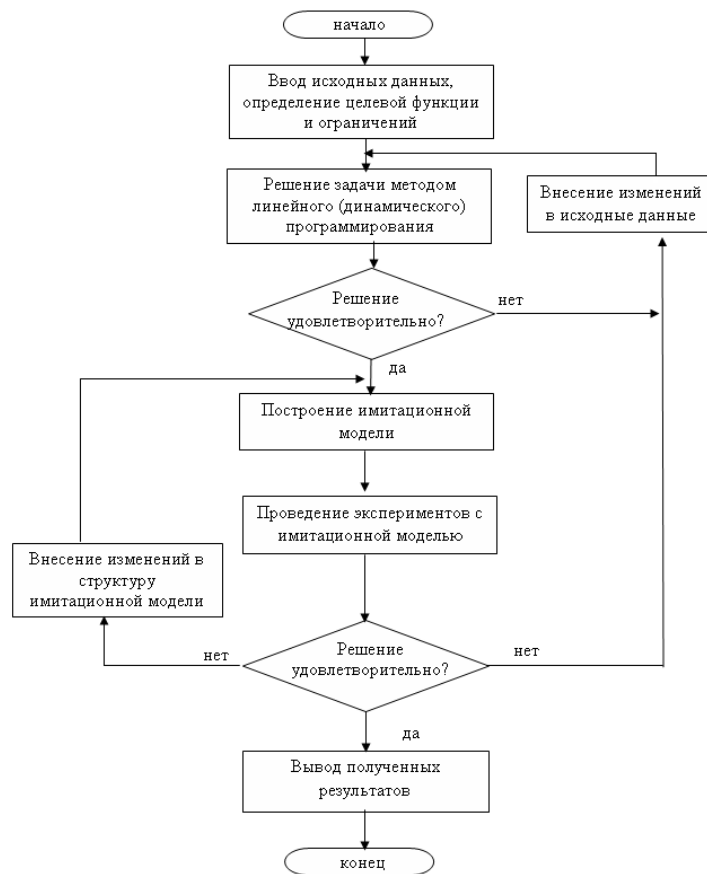 начало
Ввод исходных данных,
определение целевой функции
и ограничений
Решение задачи методом
линейного (динамического)
программирования
Внесение изменений
в исходные данные
Решение
удовлетворительно?
нет
да
Построение имитационной
модели
Проведение экспериментов с
имитационной моделью
Внесение изменений в
структуру
имитационной модели
Решение
удовлетворительно?
нет
нет
да
Вывод полученных
результатов
конец